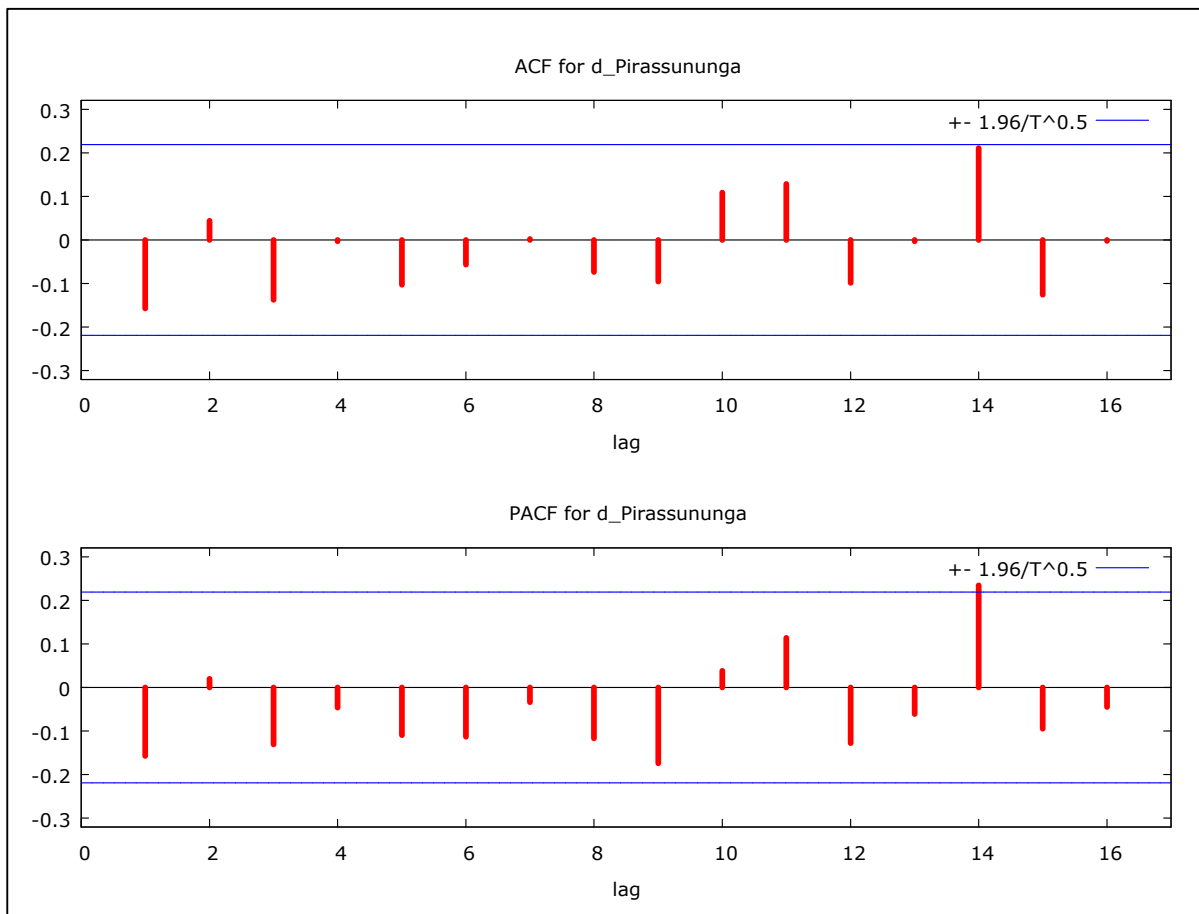 ACF for d_Pirassununga
0.3
+- 1.96/T^0.5
0.2
0.1
0
-0.1
-0.2
-0.3
0 2 4 6 8 10 12 14 16
lag
PACF for d_Pirassununga
0.3
+- 1.96/T^0.5
0.2
0.1
0
-0.1
-0.2
-0.3
0 2 4 6 8 10 12 14 16
lag